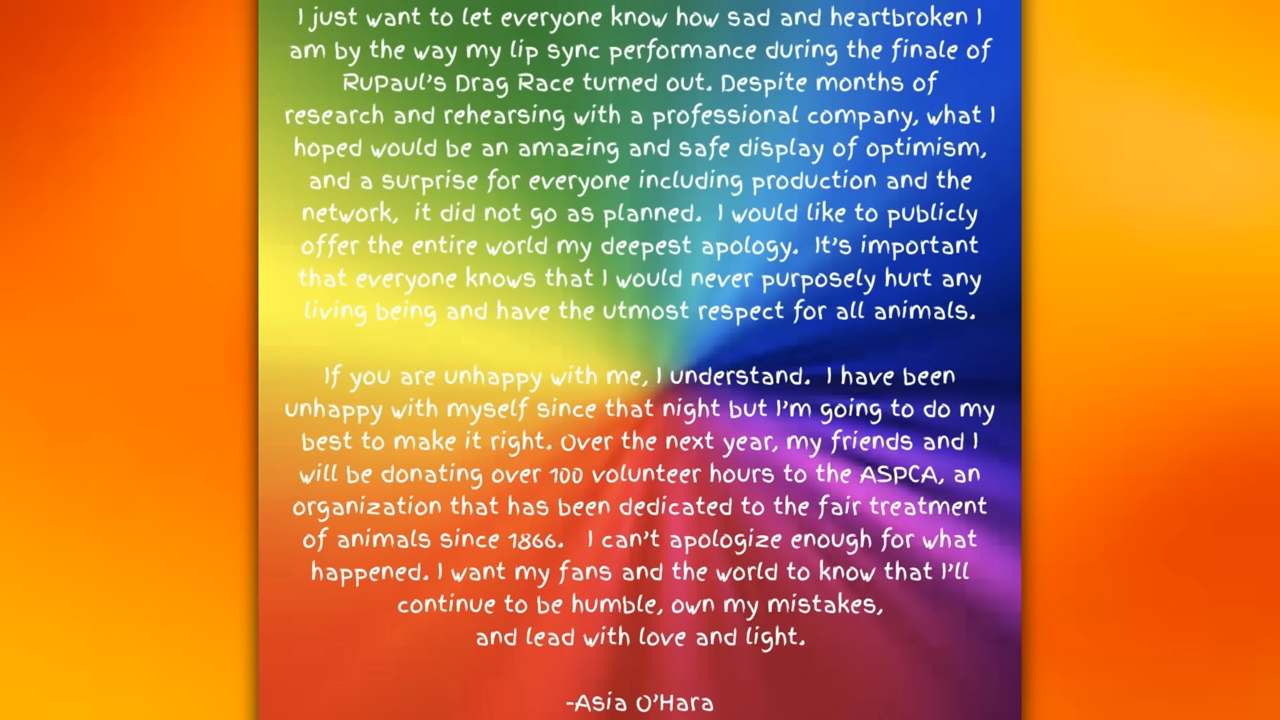 I just want to let everyone know how sad and heartbroken I
am by the way my lip sync performance during the finale of
RuPaul's Drag Race turned out. Despite months of
research and rehearsing with a professional company, what I
hoped would be an amazing and safe display of optimism,
and a surprise for everyone including production and the
network, it did not go as planned. I would like to publicly
offer the entire world my deepest apology. It's important
that everyone knows that I would never purposely hurt any
living being and have the utmost respect for all animals.
If you are unhappy with me, I understand. I have been
unhappy with myself since that night but I'm going to do my
best to make it right. Over the next year, my friends and I
will be donating over 100 volunteer hours to the ASPCA, an
organization that has been dedicated to the fair treatment
of animals since 1866. I can't apologize enough for what
happened. I want my fans and the world to know that I'll
continue to be humble, own my mistakes,
and lead with love and light.
-Asia O'Hara